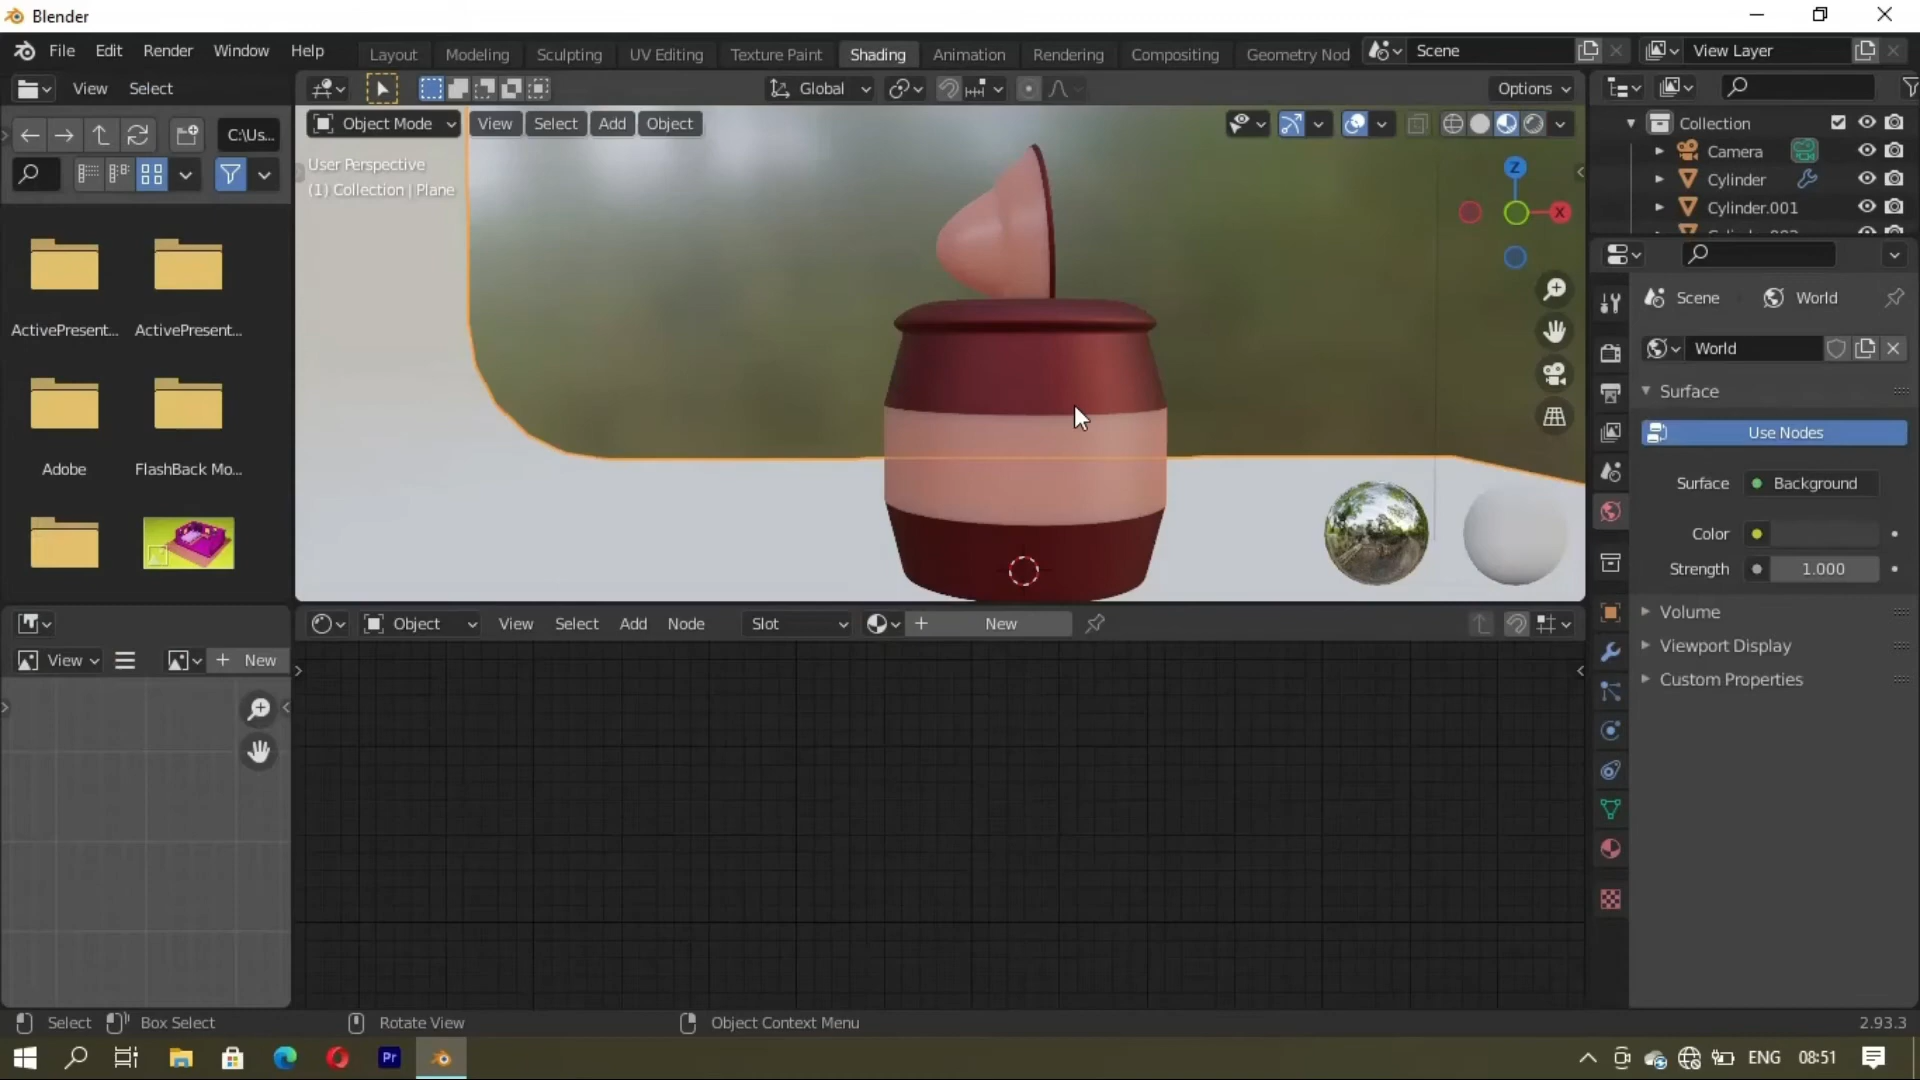 Blender
File Edit Render Window Help
Layout Modeling Sculpting UV Editing Texture Paint Shading Animation Rendering Compositing Geometry Nod
Scene
View Layer
View Select
Global
Options
C:\Us...
Object Mode View Select Add Object
User Perspective
(1) Collection | Plane
Z
X
Collection
Camera
Cylinder
Cylinder.001
ActivePresent... ActivePresent...
Adobe FlashBack Mo...
Scene World
World
Surface
Use Nodes
Surface Background
Color
Strength 1.000
Volume
Viewport Display
Custom Properties
Object View Select Add Node Slot New
View New
Select Box Select Rotate View Object Context Menu 2.93.3
Pr
ENG 08:51